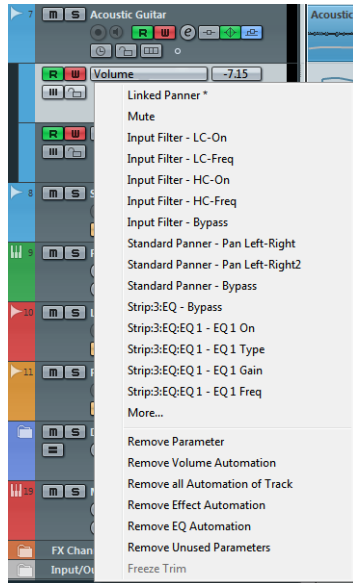 7 m S Acoustic Guitar
Acoustic
R W e
R W Volume -7.15
Linked Panner *
Mute
R W
Input Filter - LC-On
Input Filter - LC-Freq
Input Filter - HC-On
Input Filter - HC-Freq
8 m S
Input Filter - Bypass
Standard Panner - Pan Left-Right
9 m S
Standard Panner - Pan Left-Right2
Standard Panner - Bypass
10 m S
Strip:3:EQ - Bypass
Strip:3:EQ:EQ 1 - EQ 1 On
Strip:3:EQ:EQ 1 - EQ 1 Type
11 m S
Strip:3:EQ:EQ 1 - EQ 1 Gain
Strip:3:EQ:EQ 1 - EQ 1 Freq
More...
m S
Remove Parameter
Remove Volume Automation
Remove all Automation of Track
19 m S
Remove Effect Automation
Remove EQ Automation
FX Chan
Remove Unused Parameters
Input/Ou
Freeze Trim